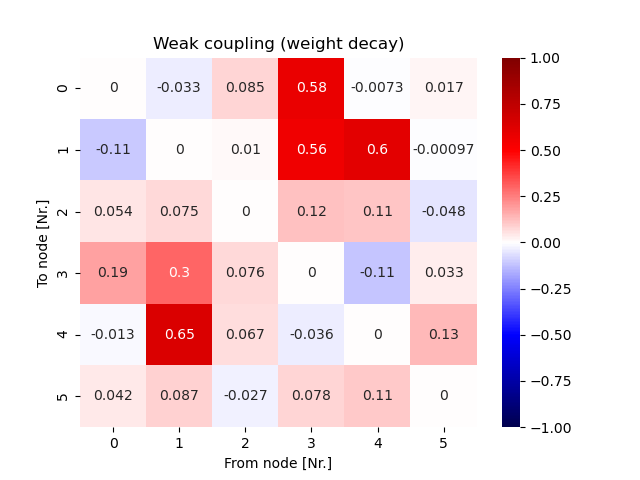 Weak coupling (weight decay)
0 0 -0.033 0.085 0.58 -0.0073 0.017
1 -0.11 0 0.01 0.56 0.6 -0.00097
2 0.054 0.075 0 0.12 0.11 -0.048
3 0.19 0.3 0.076 0 -0.11 0.033
4 -0.013 0.65 0.067 -0.036 0 0.13
5 0.042 0.087 -0.027 0.078 0.11 0
0 1 2 3 4 5
From node [Nr.]
To node [Nr.]
1.00
0.75
0.50
0.25
0.00
−0.25
−0.50
−0.75
−1.00